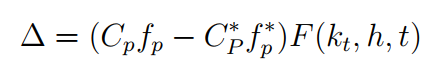 Δ = (C_p f_p − C_P^* f_p^*)F(k_t, h, t)